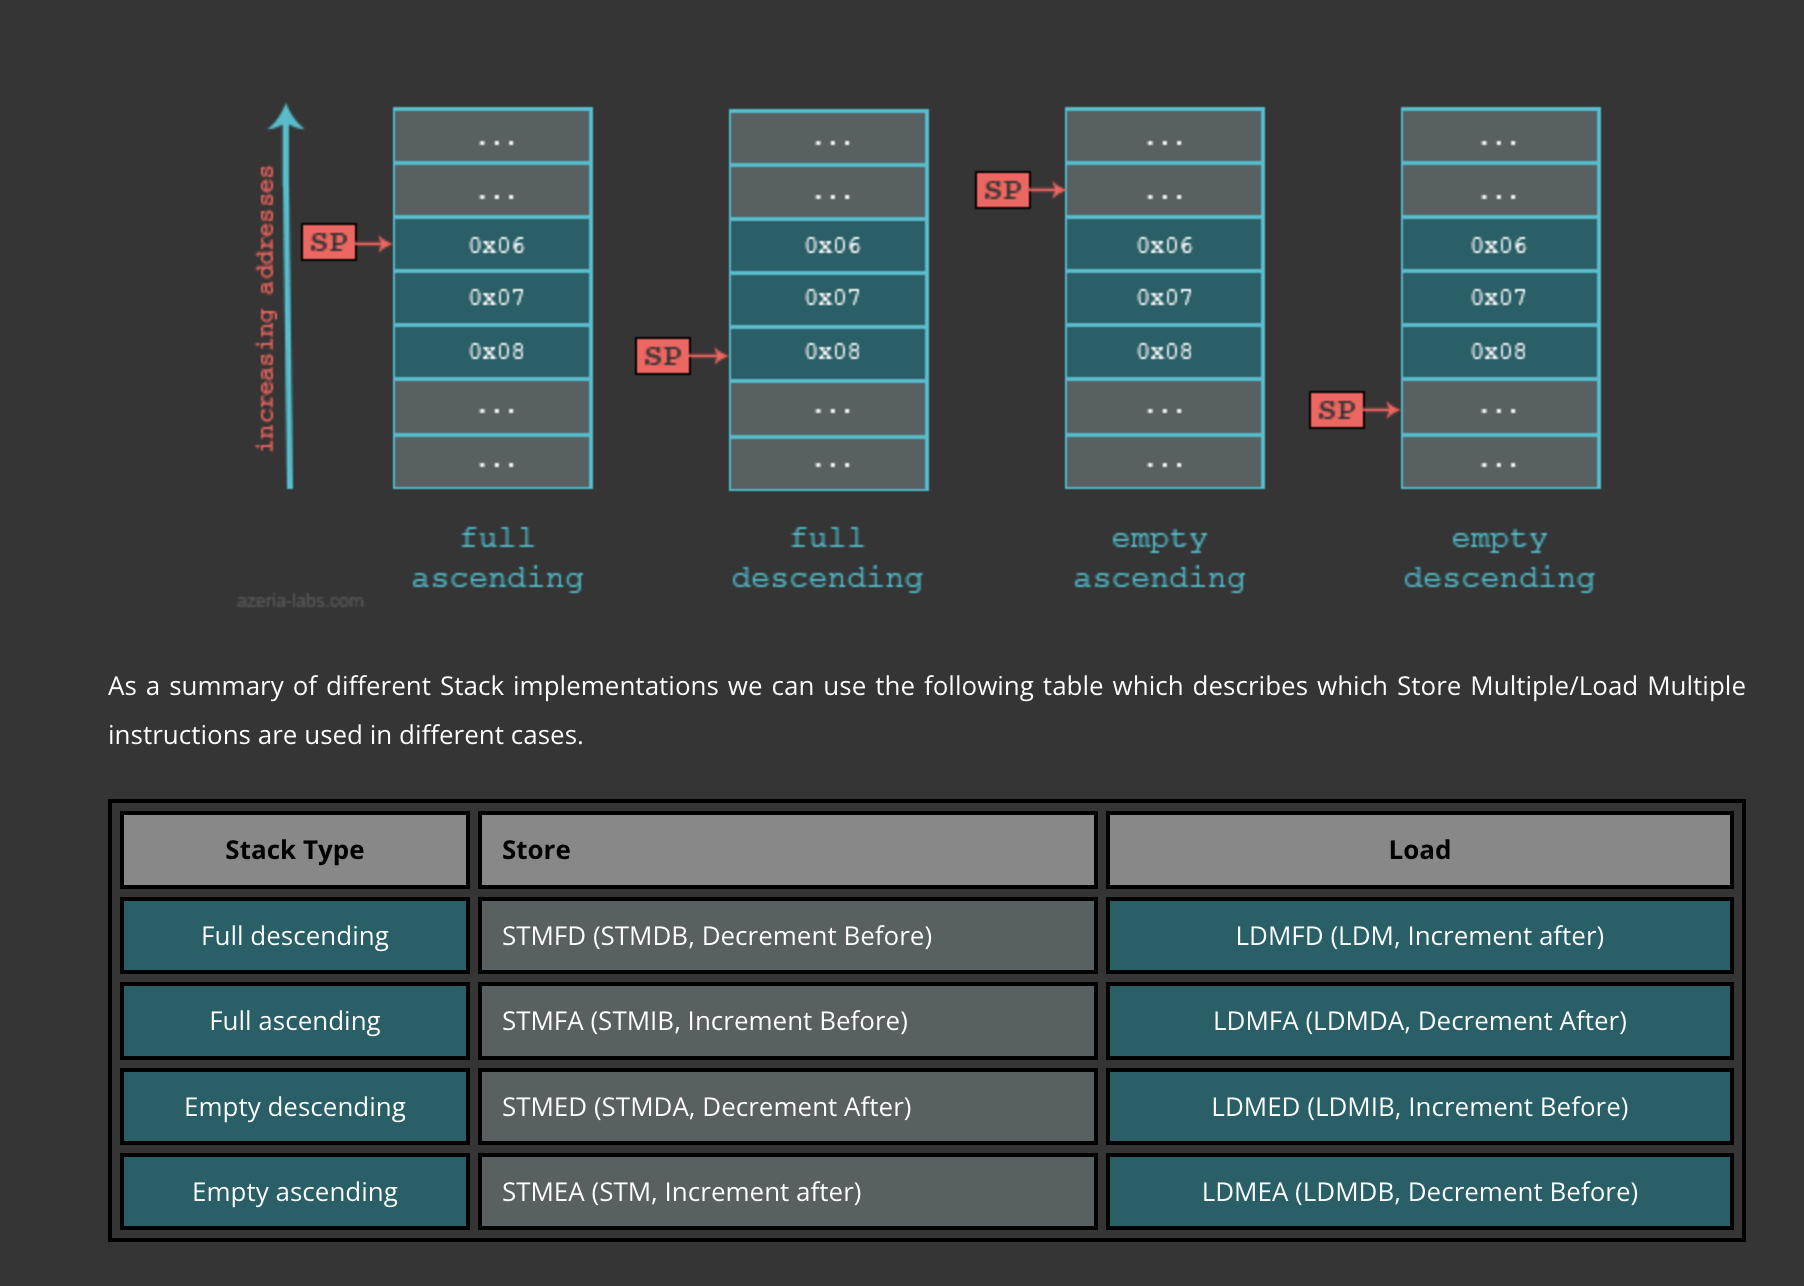 increasing addresses
SP
SP
SP
SP
... ... ... ...
... ... ... ...
0x06 0x06 0x06 0x06
0x07 0x07 0x07 0x07
0x08 0x08 0x08 0x08
... ... ... ...
... ... ... ...
full ascending
full descending
empty ascending
empty descending
azeria-labs.com
As a summary of different Stack implementations we can use the following table which describes which Store Multiple/Load Multiple
instructions are used in different cases.
Stack Type Store Load
Full descending STMFD (STMDB, Decrement Before) LDMFD (LDM, Increment after)
Full ascending STMFA (STMIB, Increment Before) LDMFA (LDMDA, Decrement After)
Empty descending STMED (STMDA, Decrement After) LDMED (LDMIB, Increment Before)
Empty ascending STMEA (STM, Increment after) LDMEA (LDMDB, Decrement Before)